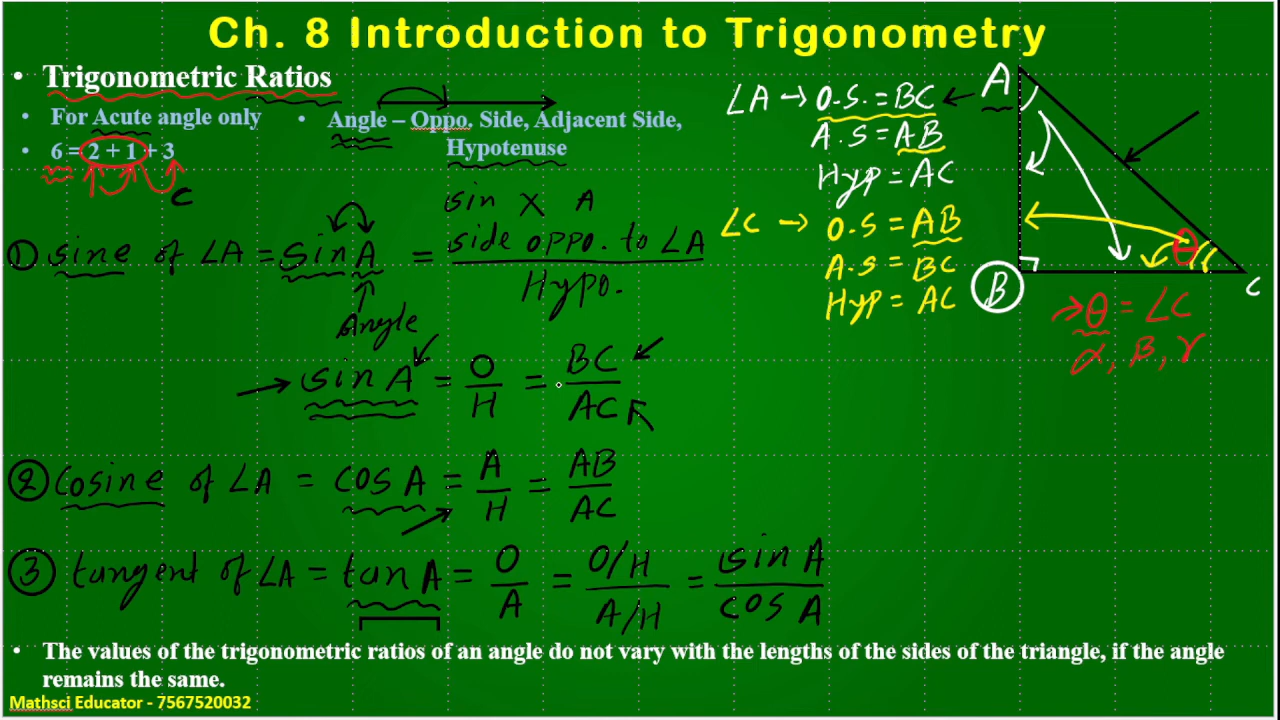 Ch. 8 Introduction to Trigonometry
• Trigonometric Ratios
• For Acute angle only
• 6 = 2 + 1 + 3
C
• Angle – Oppo. Side, Adjacent Side,
Hypotenuse
∠A → O.S. = BC ←
A.S = AB
Hyp = AC
∠C → O.S = AB
A.S = BC
Hyp = AC
A
B
C
θ
→ θ = ∠C
α, β, γ
sin X A
① sine of ∠A = sin A = side oppo. to ∠A / Hypo.
↑
Angle
→ sin A = O/H = BC/AC
② Cosine of ∠A = cos A = A/H = AB/AC
③ tangent of ∠A = tan A = O/A = (O/H)/(A/H) = sin A/cos A
• The values of the trigonometric ratios of an angle do not vary with the lengths of the sides of the triangle, if the angle
remains the same.
Mathsci Educator - 7567520032